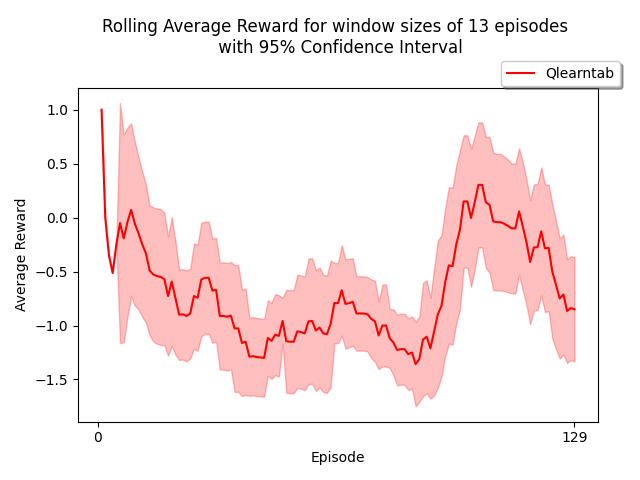 Rolling Average Reward for window sizes of 13 episodes
with 95% Confidence Interval
Qlearntab
1.0
0.5
0.0
−0.5
−1.0
−1.5
Average Reward
0
129
Episode